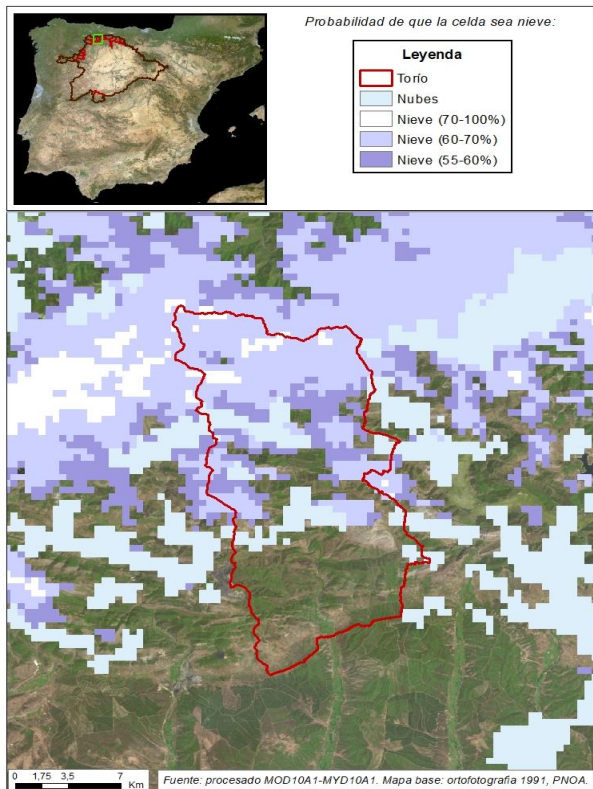 Probabilidad de que la celda sea nieve:
Leyenda
Torío
Nubes
Nieve (70-100%)
Nieve (60-70%)
Nieve (55-60%)
0 1,75 3,5 7
Km
Fuente: procesado MOD10A1-MYD10A1. Mapa base: ortofotografia 1991, PNOA.